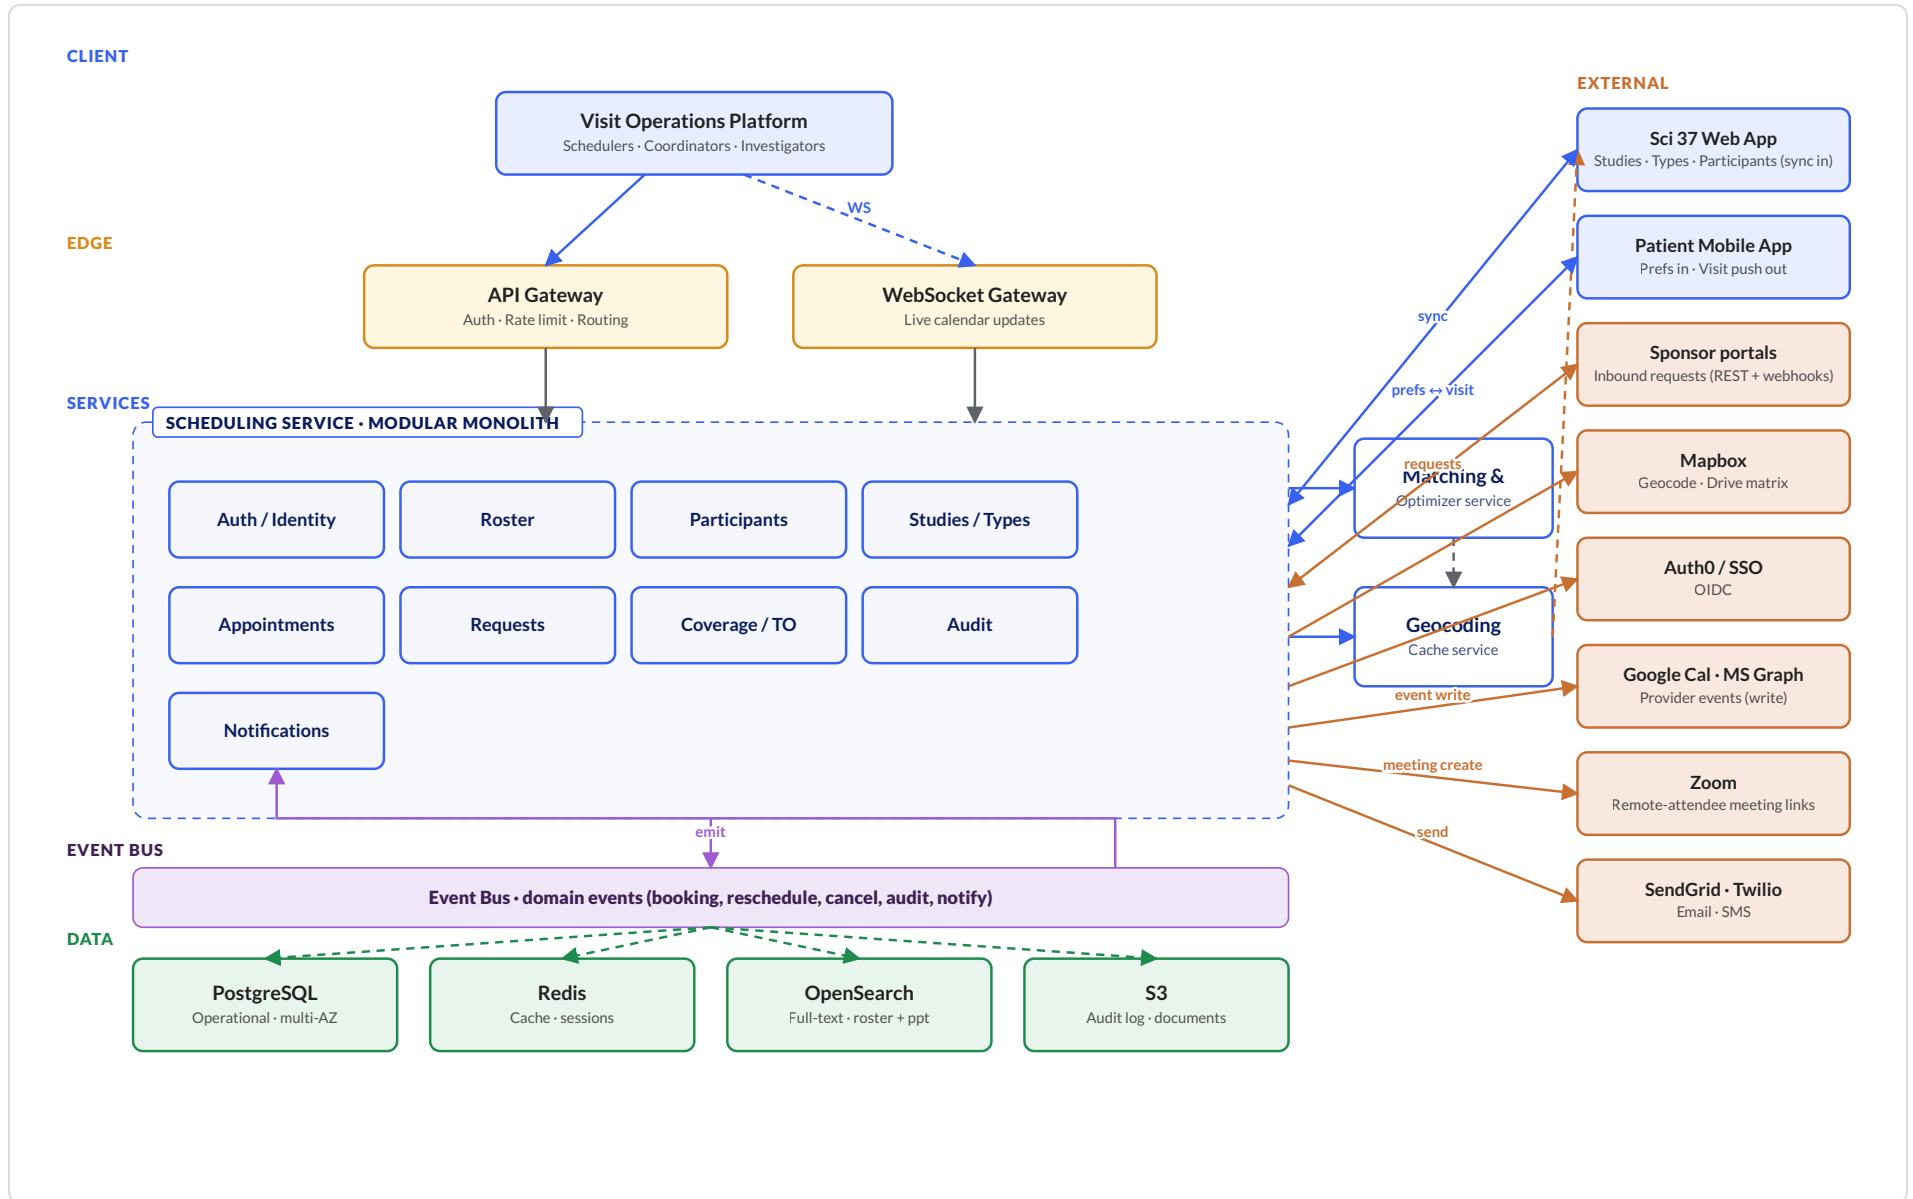 CLIENT
EXTERNAL
Visit Operations Platform
Schedulers · Coordinators · Investigators
Sci 37 Web App
Studies · Types · Participants (sync in)
WS
EDGE
Patient Mobile App
Prefs in · Visit push out
API Gateway
Auth · Rate limit · Routing
WebSocket Gateway
Live calendar updates
sync
Sponsor portals
Inbound requests (REST + webhooks)
prefs ↔ visit
SERVICES
SCHEDULING SERVICE · MODULAR MONOLITH
requests
Matching &
Optimizer service
Mapbox
Geocode · Drive matrix
Auth / Identity
Roster
Participants
Studies / Types
Auth0 / SSO
OIDC
Appointments
Requests
Coverage / TO
Audit
Geocoding
Cache service
Google Cal · MS Graph
Provider events (write)
event write
Notifications
meeting create
Zoom
Remote-attendee meeting links
emit
send
EVENT BUS
Event Bus · domain events (booking, reschedule, cancel, audit, notify)
SendGrid · Twilio
Email · SMS
DATA
PostgreSQL
Operational · multi-AZ
Redis
Cache · sessions
OpenSearch
Full-text · roster + ppt
S3
Audit log · documents